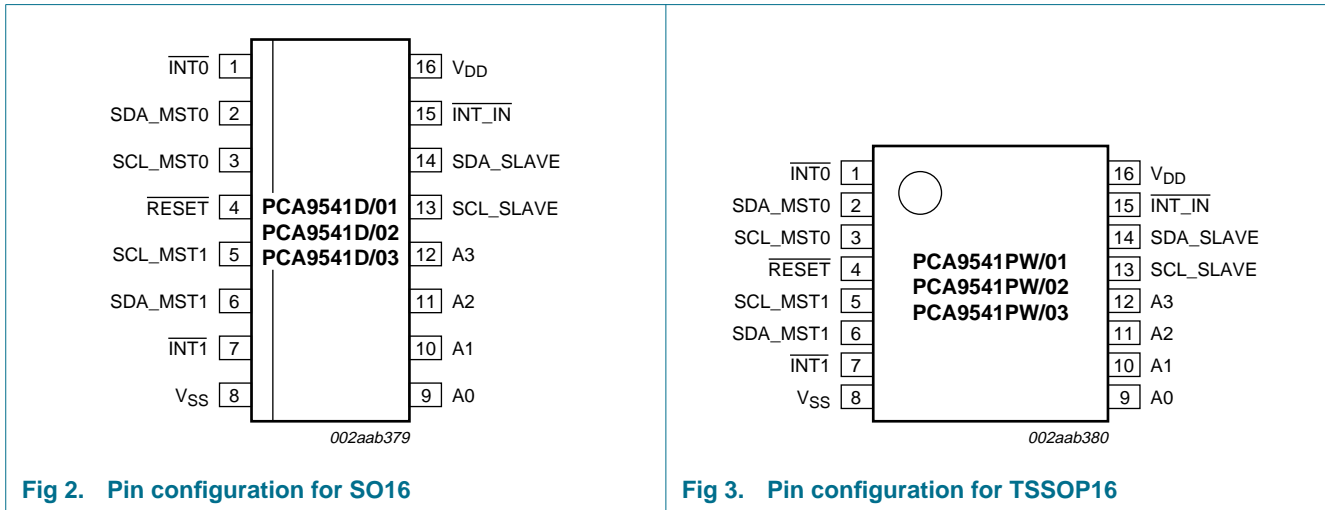 INT0 1
16 VDD
SDA_MST0 2
15 INT_IN
SCL_MST0 3
14 SDA_SLAVE
RESET 4
13 SCL_SLAVE
SCL_MST1 5
12 A3
SDA_MST1 6
11 A2
INT1 7
10 A1
VSS 8
9 A0
PCA9541D/01
PCA9541D/02
PCA9541D/03
002aab379
Fig 2. Pin configuration for SO16
INT0 1
16 VDD
SDA_MST0 2
15 INT_IN
SCL_MST0 3
14 SDA_SLAVE
RESET 4
13 SCL_SLAVE
SCL_MST1 5
12 A3
SDA_MST1 6
11 A2
INT1 7
10 A1
VSS 8
9 A0
PCA9541PW/01
PCA9541PW/02
PCA9541PW/03
002aab380
Fig 3. Pin configuration for TSSOP16